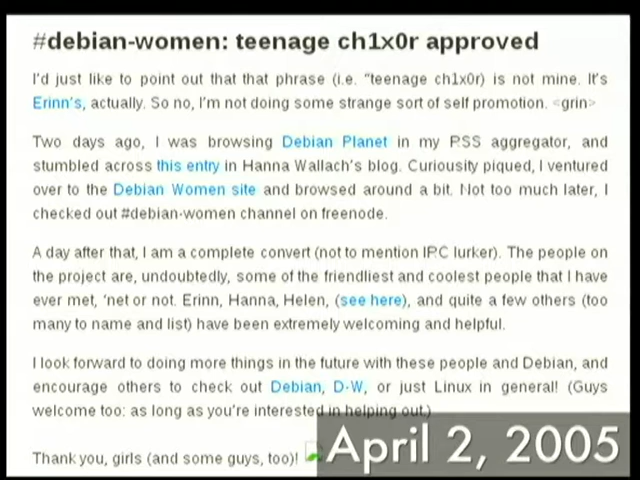 #debian-women: teenage ch1x0r approved
I'd just like to point out that that phrase (i.e. "teenage ch1x0r) is not mine. It's
Erinn's, actually. So no, I'm not doing some strange sort of self promotion. <grin>
Two days ago, I was browsing Debian Planet in my RSS aggregator, and
stumbled across this entry in Hanna Wallach's blog. Curiousity piqued, I ventured
over to the Debian Women site and browsed around a bit. Not too much later, I
checked out #debian-women channel on freenode.
A day after that, I am a complete convert (not to mention IRC lurker). The people on
the project are, undoubtedly, some of the friendliest and coolest people that I have
ever met, 'net or not. Erinn, Hanna, Helen, (see here), and quite a few others (too
many to name and list) have been extremely welcoming and helpful.
I look forward to doing more things in the future with these people and Debian, and
encourage others to check out Debian, D-W, or just Linux in general! (Guys
welcome too: as long as you're interested in helping out.)
Thank you, girls (and some guys, too)!
April 2, 2005